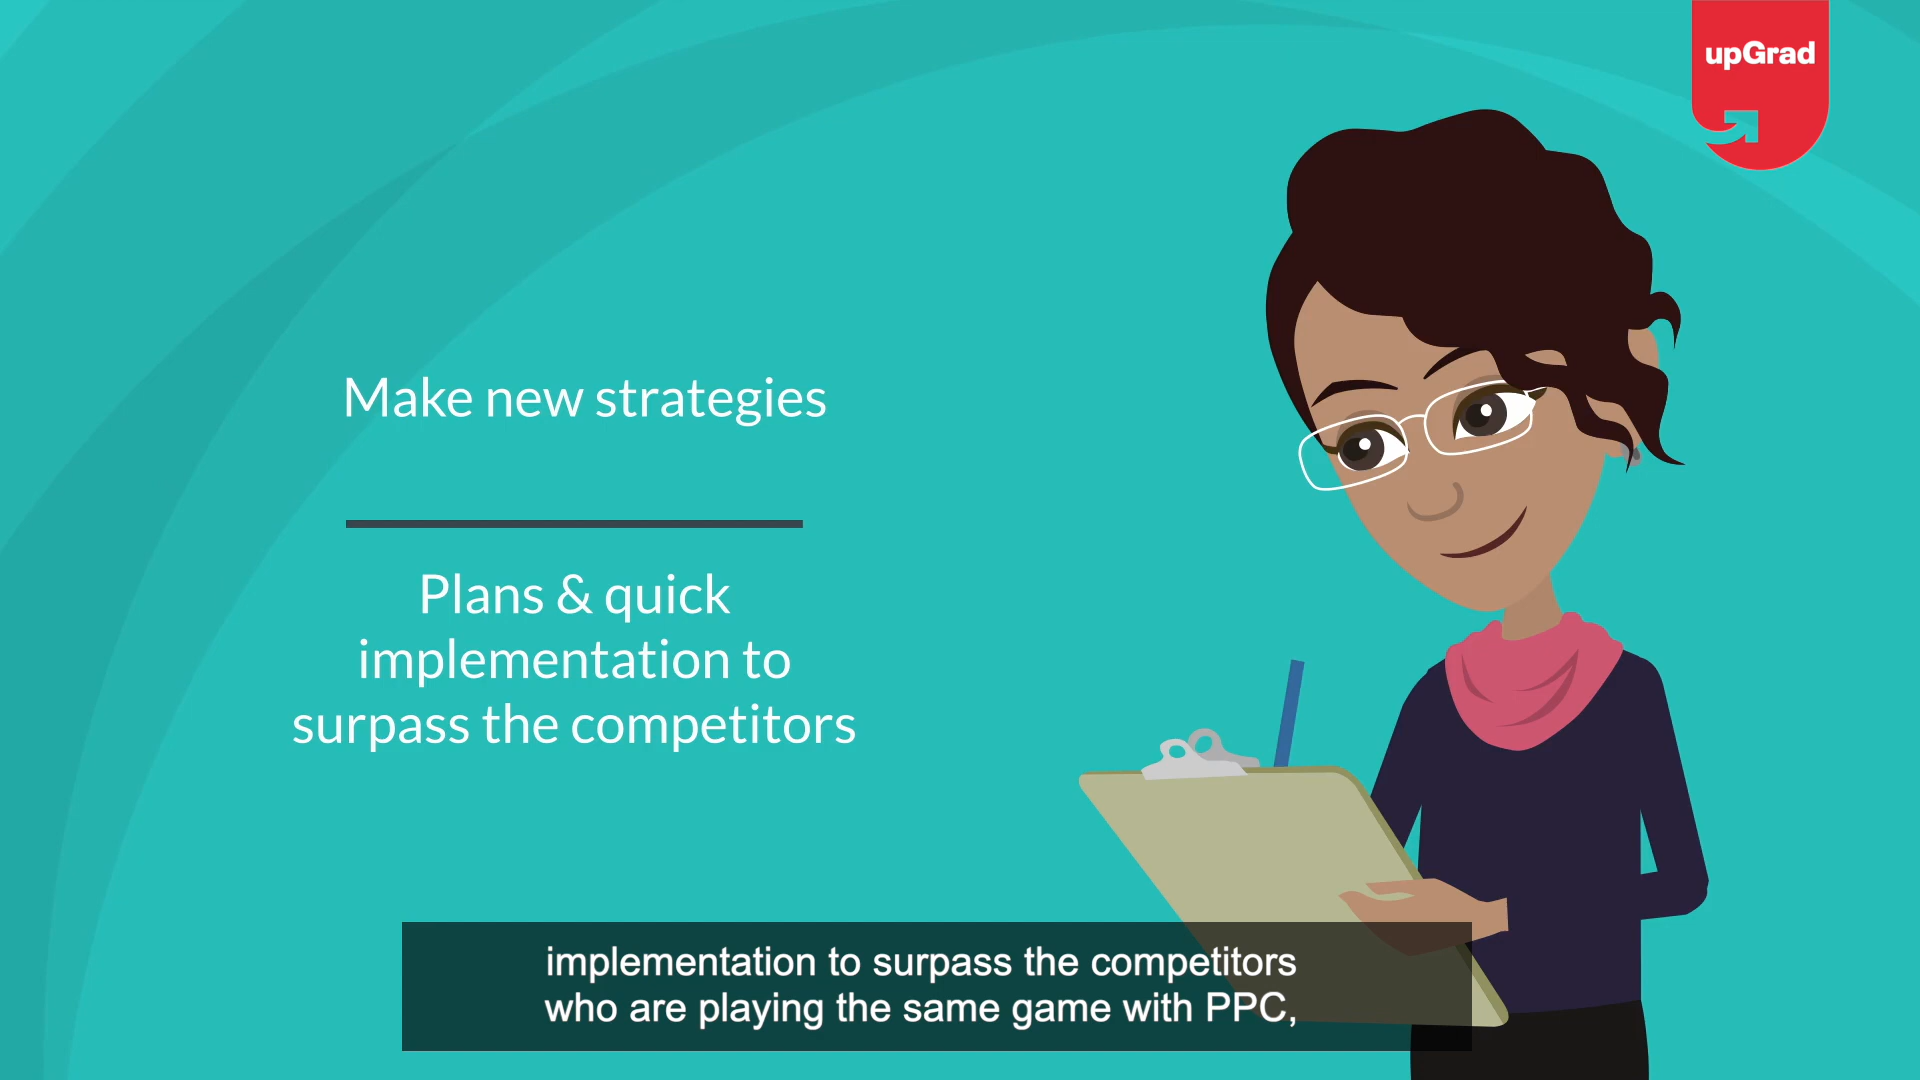 upGrad
Make new strategies
Plans & quick
implementation to
surpass the competitors
implementation to surpass the competitors
who are playing the same game with PPC,